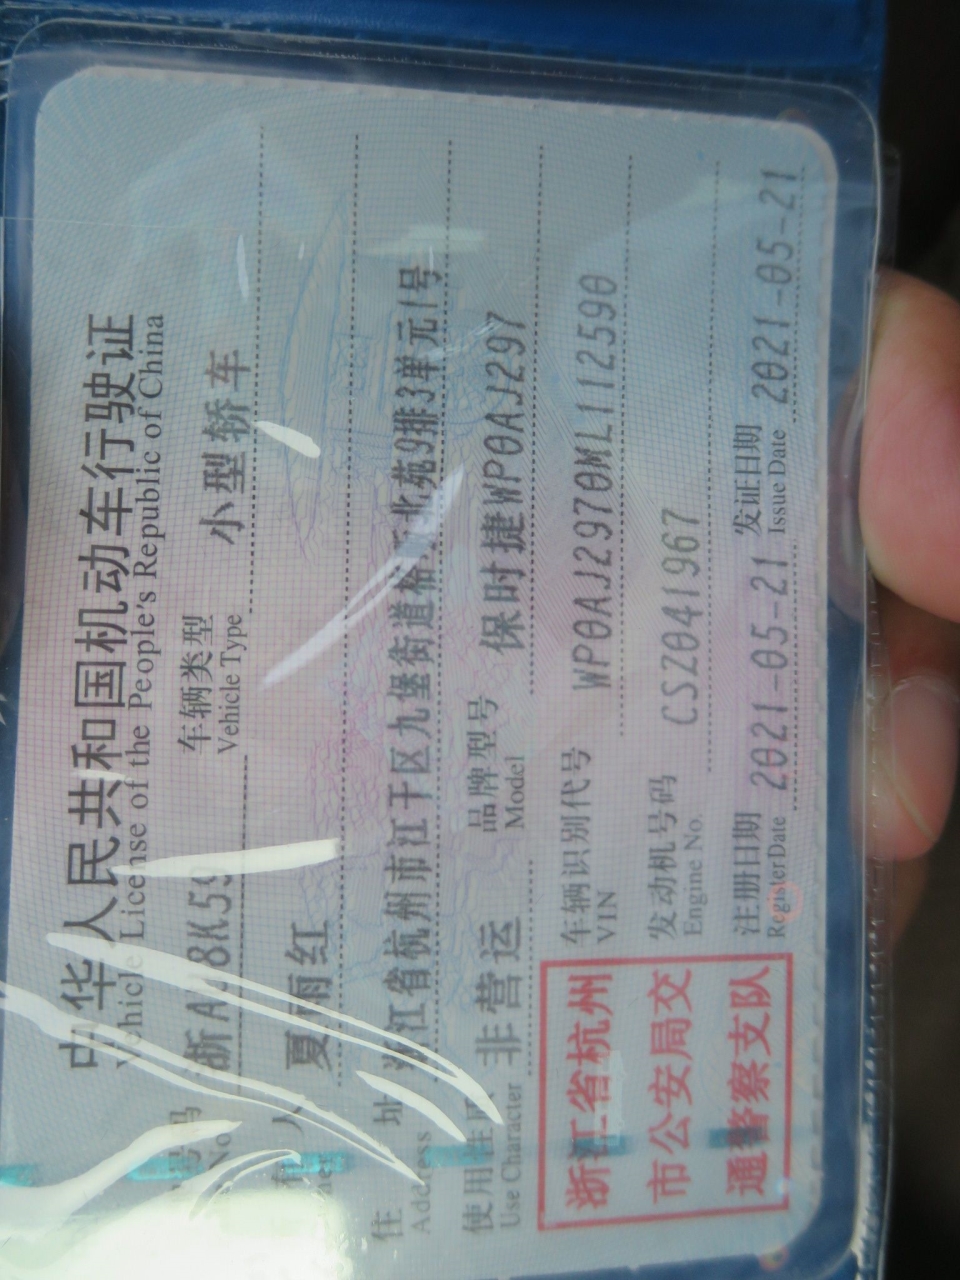 中华人民共和国机动车行驶证
Vehicle License of the People's Republic of China
号码 浙A 8K59 车辆类型 小型轿车
No. Vehicle Type
人 夏雨红
住 址 浙江省杭州市江干区九堡街道格 北苑9排3单元1号
Address
使用性质 非营运 品牌型号 保时捷WP0AJ297
Use Character Model
车辆识别代号 WP0AJ2970ML112590
VIN
发动机号码 CSZ041967
Engine No.
注册日期 2021-05-21 发证日期 2021-05-21
Register Date Issue Date
浙江省杭州
市公安局交
通警察支队